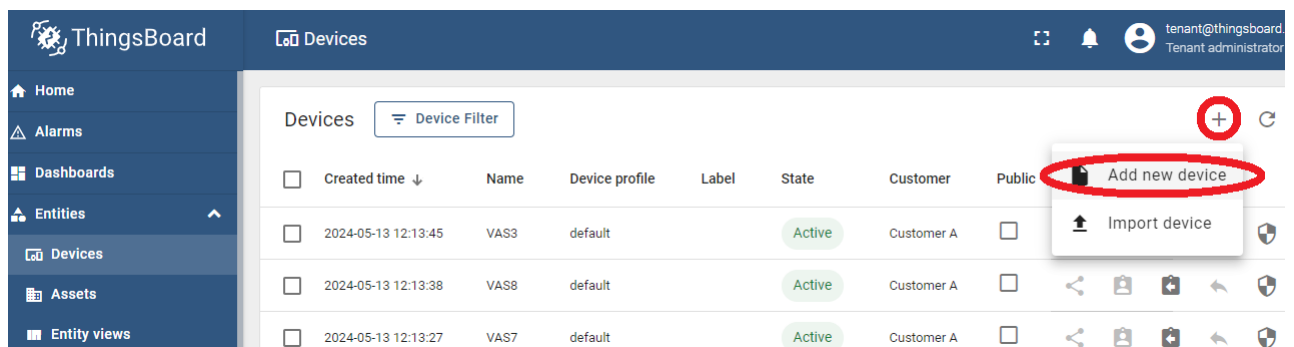 ThingsBoard
Devices
tenant@thingsboard.
Tenant administrator
Home
Alarms
Dashboards
Entities
Devices
Assets
Entity views
Devices
Device Filter
Add new device
Import device
Created time Name Device profile Label State Customer Public
2024-05-13 12:13:45 VAS3 default Active Customer A
2024-05-13 12:13:38 VAS8 default Active Customer A
2024-05-13 12:13:27 VAS7 default Active Customer A